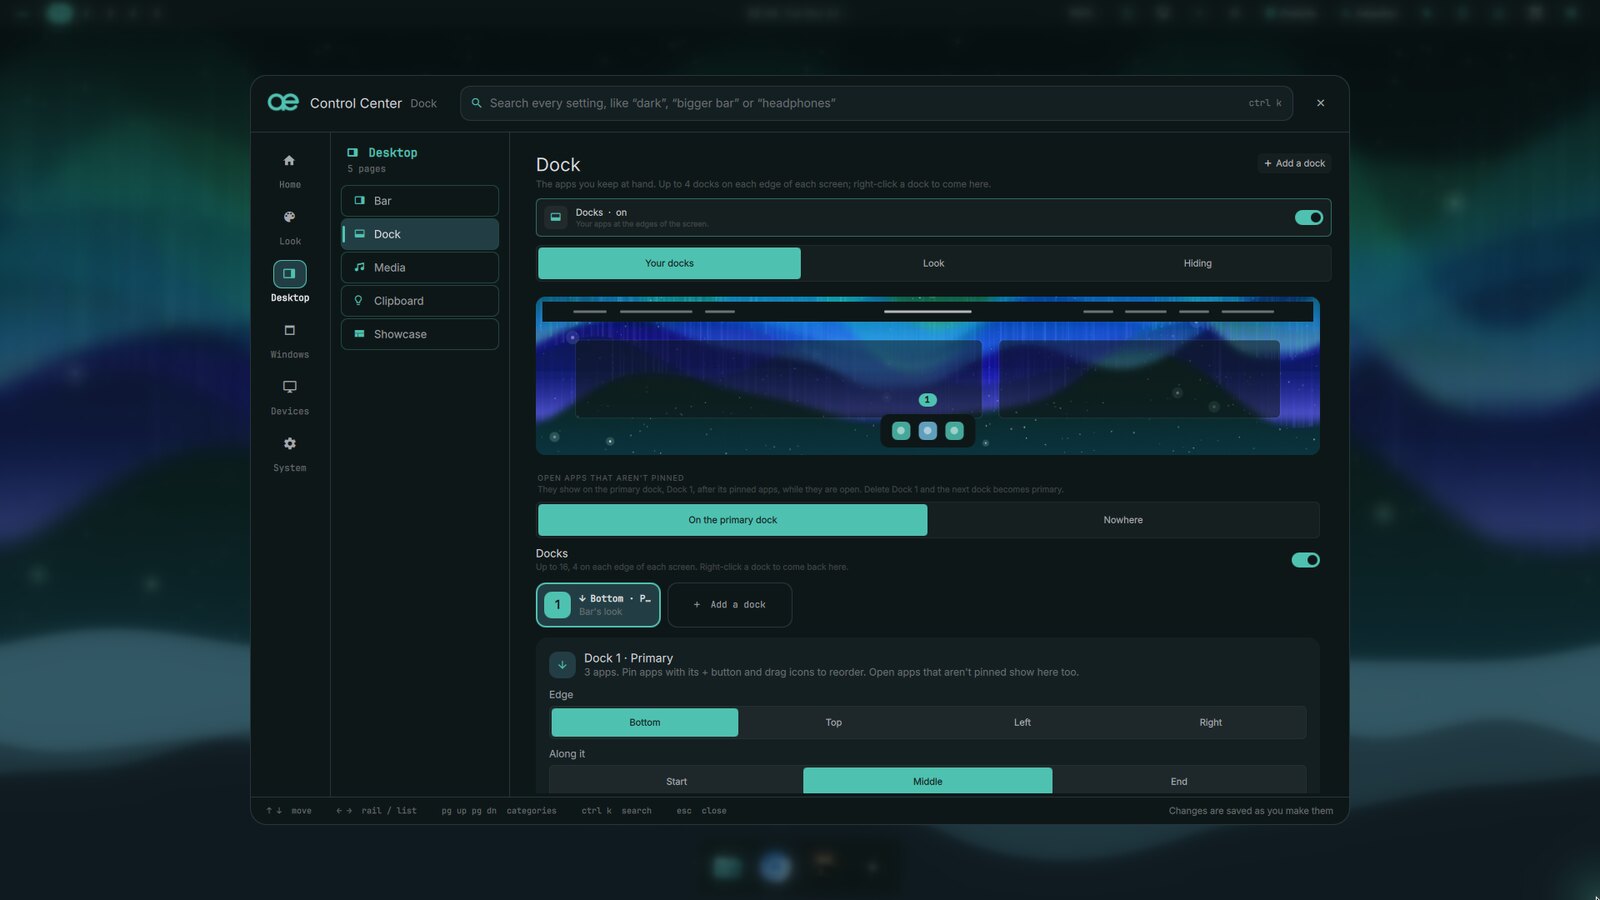 Control Center Dock
Search every setting, like “dark”, “bigger bar” or “headphones”
ctrl k
Home
Look
Desktop
Windows
Devices
System
Desktop
5 pages
Bar
Dock
Media
Clipboard
Showcase
Dock
+ Add a dock
The apps you keep at hand. Up to 4 docks on each edge of each screen; right-click a dock to come here.
Docks · on
Your apps at the edges of the screen.
Your docks
Look
Hiding
1
OPEN APPS THAT AREN'T PINNED
They show on the primary dock, Dock 1, after its pinned apps, while they are open. Delete Dock 1 and the next dock becomes primary.
On the primary dock
Nowhere
Docks
Up to 16, 4 on each edge of each screen. Right-click a dock to come back here.
1
↓ Bottom · P…
Bar's look
+ Add a dock
Dock 1 · Primary
3 apps. Pin apps with its + button and drag icons to reorder. Open apps that aren't pinned show here too.
Edge
Bottom
Top
Left
Right
Along it
Start
Middle
End
↑ ↓ move
← → rail / list
pg up pg dn categories
ctrl k search
esc close
Changes are saved as you make them